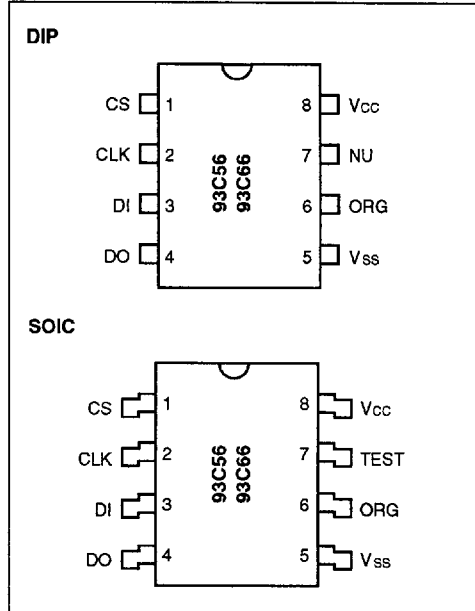 DIP
CS 1 8 Vcc
CLK 2 7 NU
DI 3 6 ORG
DO 4 5 Vss
93C56
93C66
SOIC
CS 1 8 Vcc
CLK 2 7 TEST
DI 3 6 ORG
DO 4 5 Vss
93C56
93C66